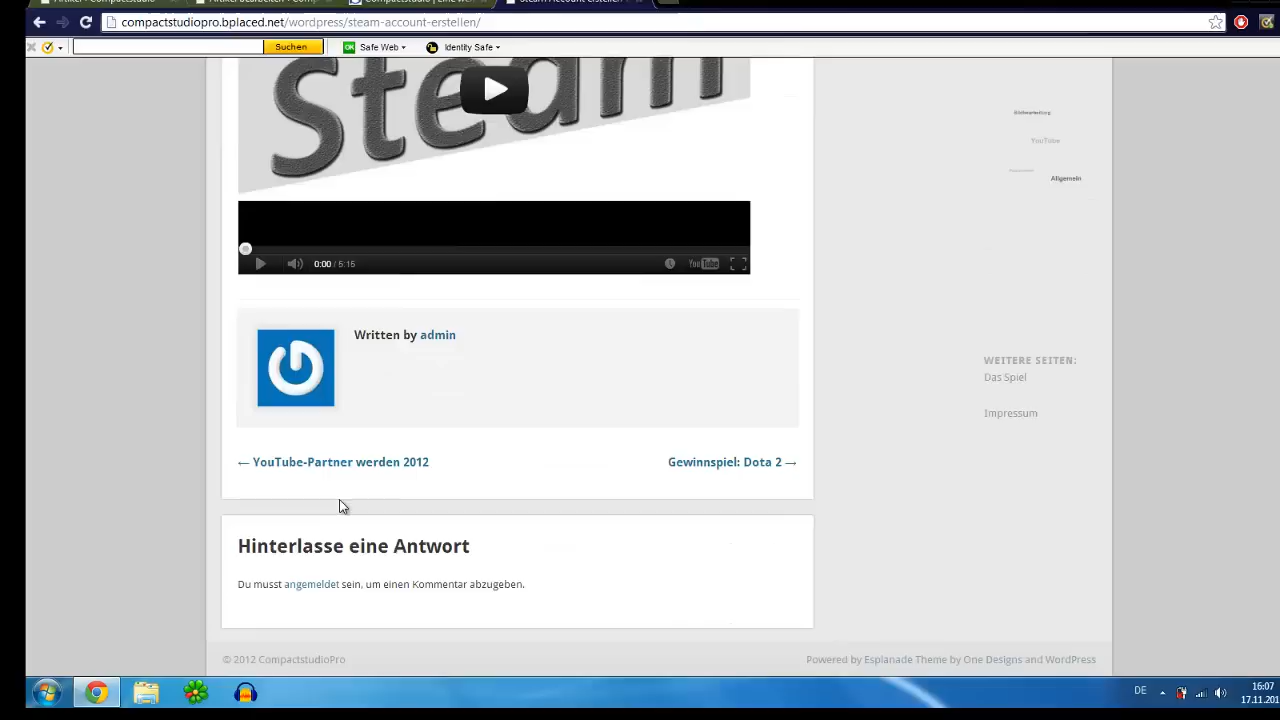 compactstudiopro.bplaced.net/wordpress/steam-account-erstellen/
Suchen
OK Safe Web
Identity Safe
Steam
YouTube
Allgemein
0:00 / 5:15
YouTube
Written by admin
WEITERE SEITEN:
Das Spiel
Impressum
← YouTube-Partner werden 2012
Gewinnspiel: Dota 2 →
Hinterlasse eine Antwort
Du musst angemeldet sein, um einen Kommentar abzugeben.
© 2012 CompactstudioPro
Powered by Esplanade Theme by One Designs and WordPress
DE
16:07
17.11.201